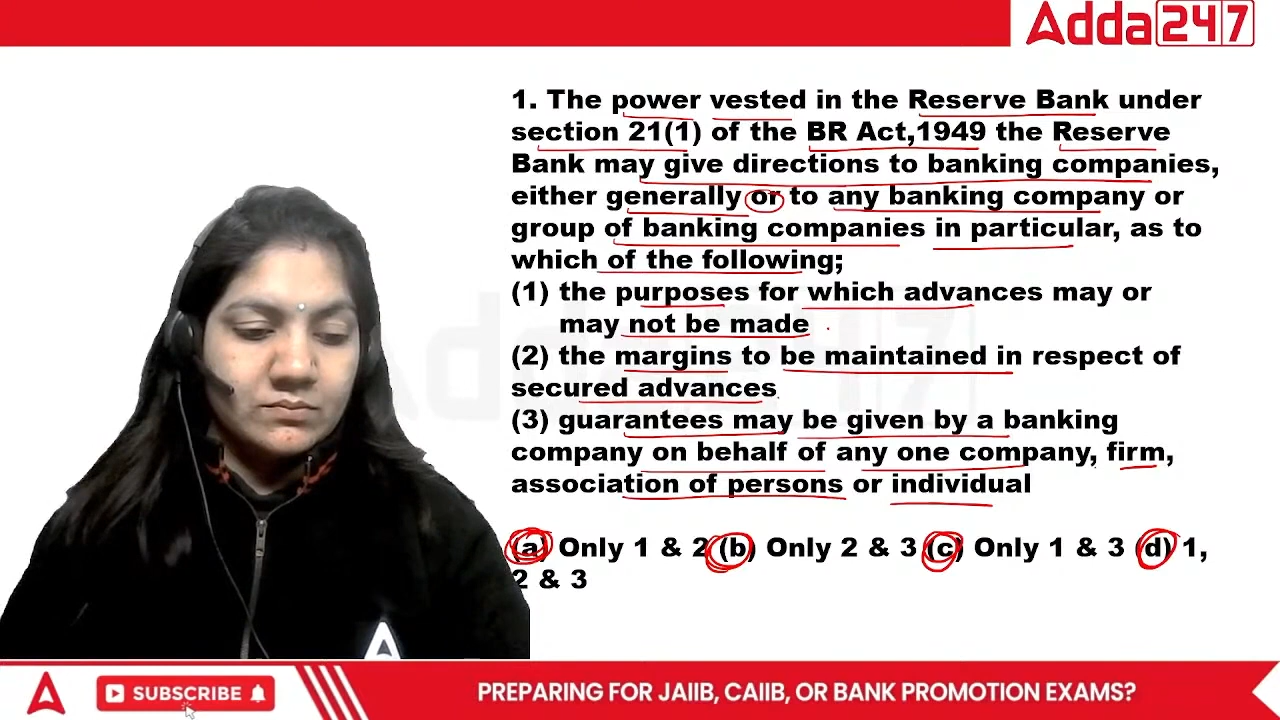 Adda247
1. The power vested in the Reserve Bank under
section 21(1) of the BR Act,1949 the Reserve
Bank may give directions to banking companies,
either generally or to any banking company or
group of banking companies in particular, as to
which of the following;
(1) the purposes for which advances may or
may not be made
(2) the margins to be maintained in respect of
secured advances
(3) guarantees may be given by a banking
company on behalf of any one company, firm,
association of persons or individual
(a) Only 1 & 2 (b) Only 2 & 3 (c) Only 1 & 3 (d) 1,
2 & 3
SUBSCRIBE
PREPARING FOR JAIIB, CAIIB, OR BANK PROMOTION EXAMS?